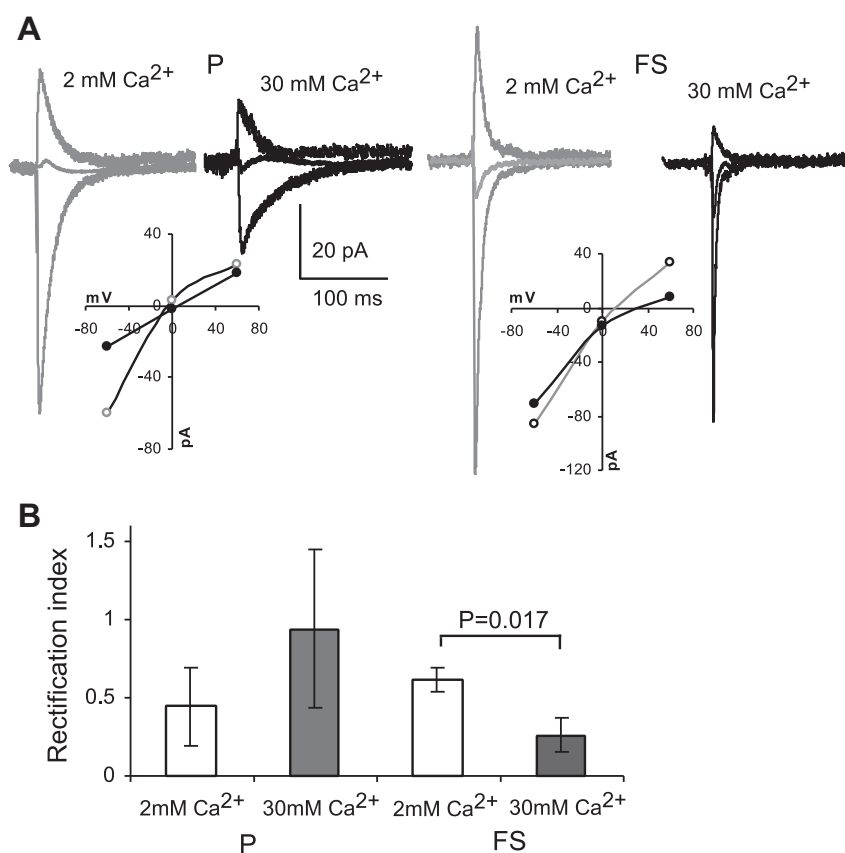 A
P
FS
2 mM Ca2+
30 mM Ca2+
2 mM Ca2+
30 mM Ca2+
20 pA
100 ms
40
mV
0
-80
-40
0
40
80
-40
-80
pA
40
mV
0
-80
-40
0
40
80
-40
-80
-120
pA
B
Rectification index
1.5
1
0.5
0
P=0.017
2mM Ca2+
30mM Ca2+
2mM Ca2+
30mM Ca2+
P
FS